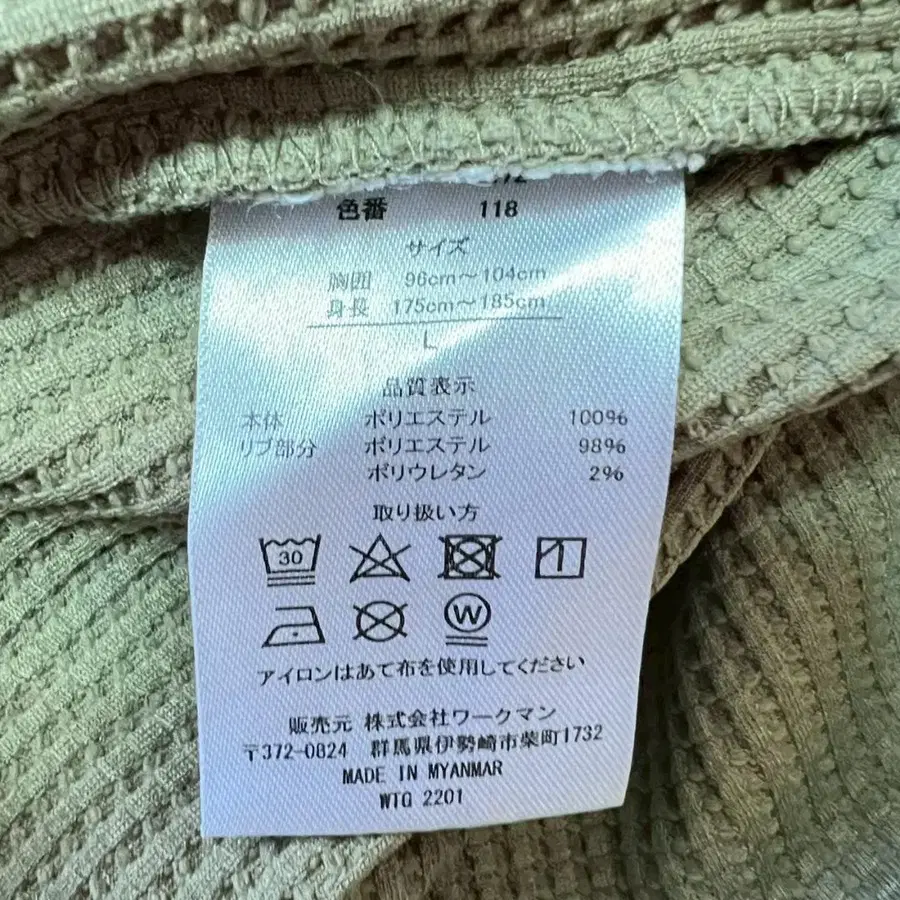 色番 118
サイズ
胸囲 96cm～104cm
身長 175cm～185cm
L
品質表示
本体 ポリエステル 100%
リブ部分 ポリエステル 98%
ポリウレタン 2%
取り扱い方
30
W
アイロンはあて布を使用してください
販売元 株式会社ワークマン
〒372-0824 群馬県伊勢崎市柴町1732
MADE IN MYANMAR
WTG 2201